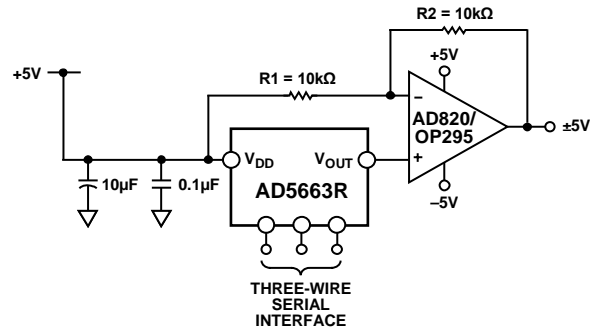 R2 = 10kΩ
+5V
R1 = 10kΩ
+5V
−
AD820/
OP295
±5V
+
VDD
VOUT
AD5663R
10µF
0.1µF
–5V
THREE-WIRE
SERIAL
INTERFACE